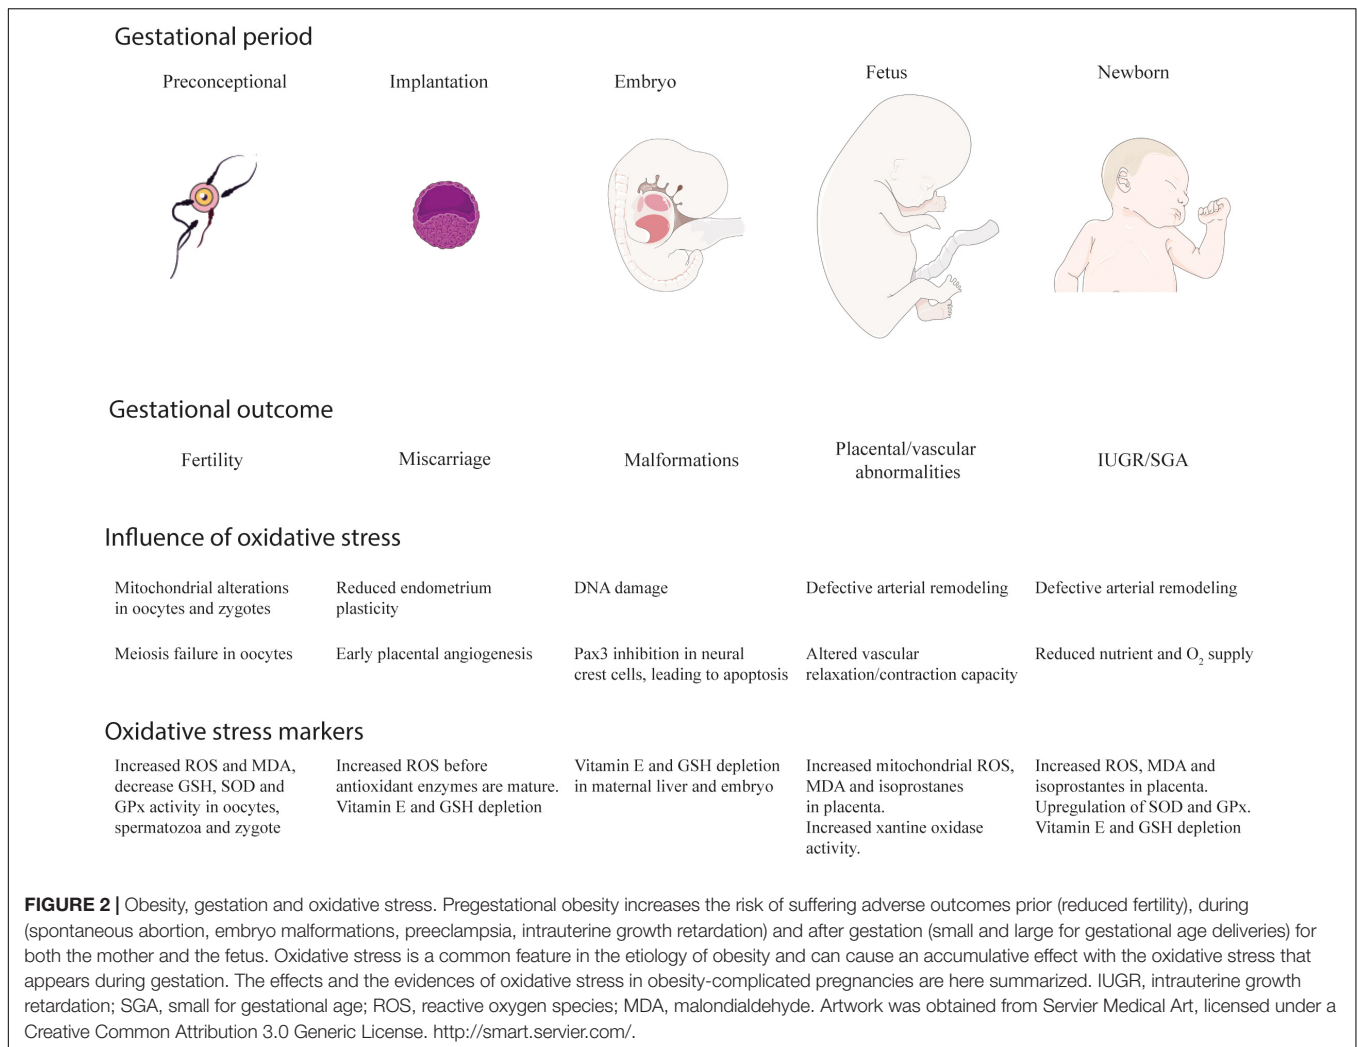 Gestational period
Preconceptional
Implantation
Embryo
Fetus
Newborn
Gestational outcome
Fertility
Miscarriage
Malformations
Placental/vascular
abnormalities
IUGR/SGA
Influence of oxidative stress
Mitochondrial alterations
in oocytes and zygotes
Reduced endometrium
plasticity
DNA damage
Defective arterial remodeling
Defective arterial remodeling
Meiosis failure in oocytes
Early placental angiogenesis
Pax3 inhibition in neural
crest cells, leading to apoptosis
Altered vascular
relaxation/contraction capacity
Reduced nutrient and O₂ supply
Oxidative stress markers
Increased ROS and MDA,
decrease GSH, SOD and
GPx activity in oocytes,
spermatozoa and zygote
Increased ROS before
antioxidant enzymes are mature.
Vitamin E and GSH depletion
Vitamin E and GSH depletion
in maternal liver and embryo
Increased mitochondrial ROS,
MDA and isoprostanes
in placenta.
Increased xantine oxidase
activity.
Increased ROS, MDA and
isoprostantes in placenta.
Upregulation of SOD and GPx.
Vitamin E and GSH depletion
FIGURE 2 | Obesity, gestation and oxidative stress. Pregestational obesity increases the risk of suffering adverse outcomes prior (reduced fertility), during
(spontaneous abortion, embryo malformations, preeclampsia, intrauterine growth retardation) and after gestation (small and large for gestational age deliveries) for
both the mother and the fetus. Oxidative stress is a common feature in the etiology of obesity and can cause an accumulative effect with the oxidative stress that
appears during gestation. The effects and the evidences of oxidative stress in obesity-complicated pregnancies are here summarized. IUGR, intrauterine growth
retardation; SGA, small for gestational age; ROS, reactive oxygen species; MDA, malondialdehyde. Artwork was obtained from Servier Medical Art, licensed under a
Creative Common Attribution 3.0 Generic License. http://smart.servier.com/.